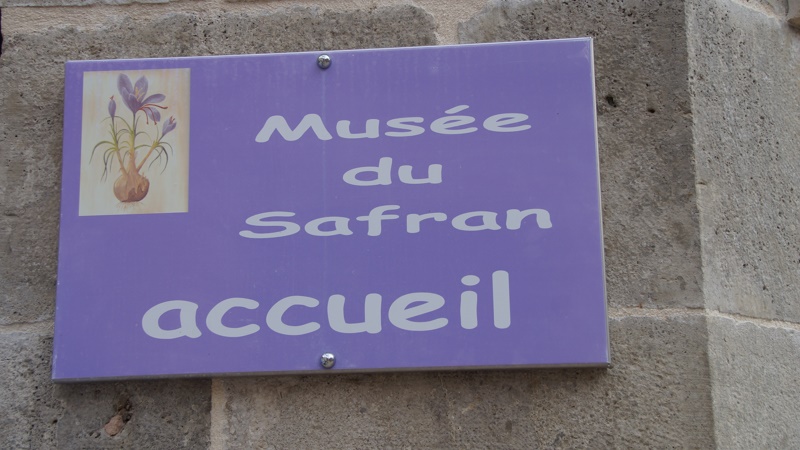 Musée
du
Safran
accueil